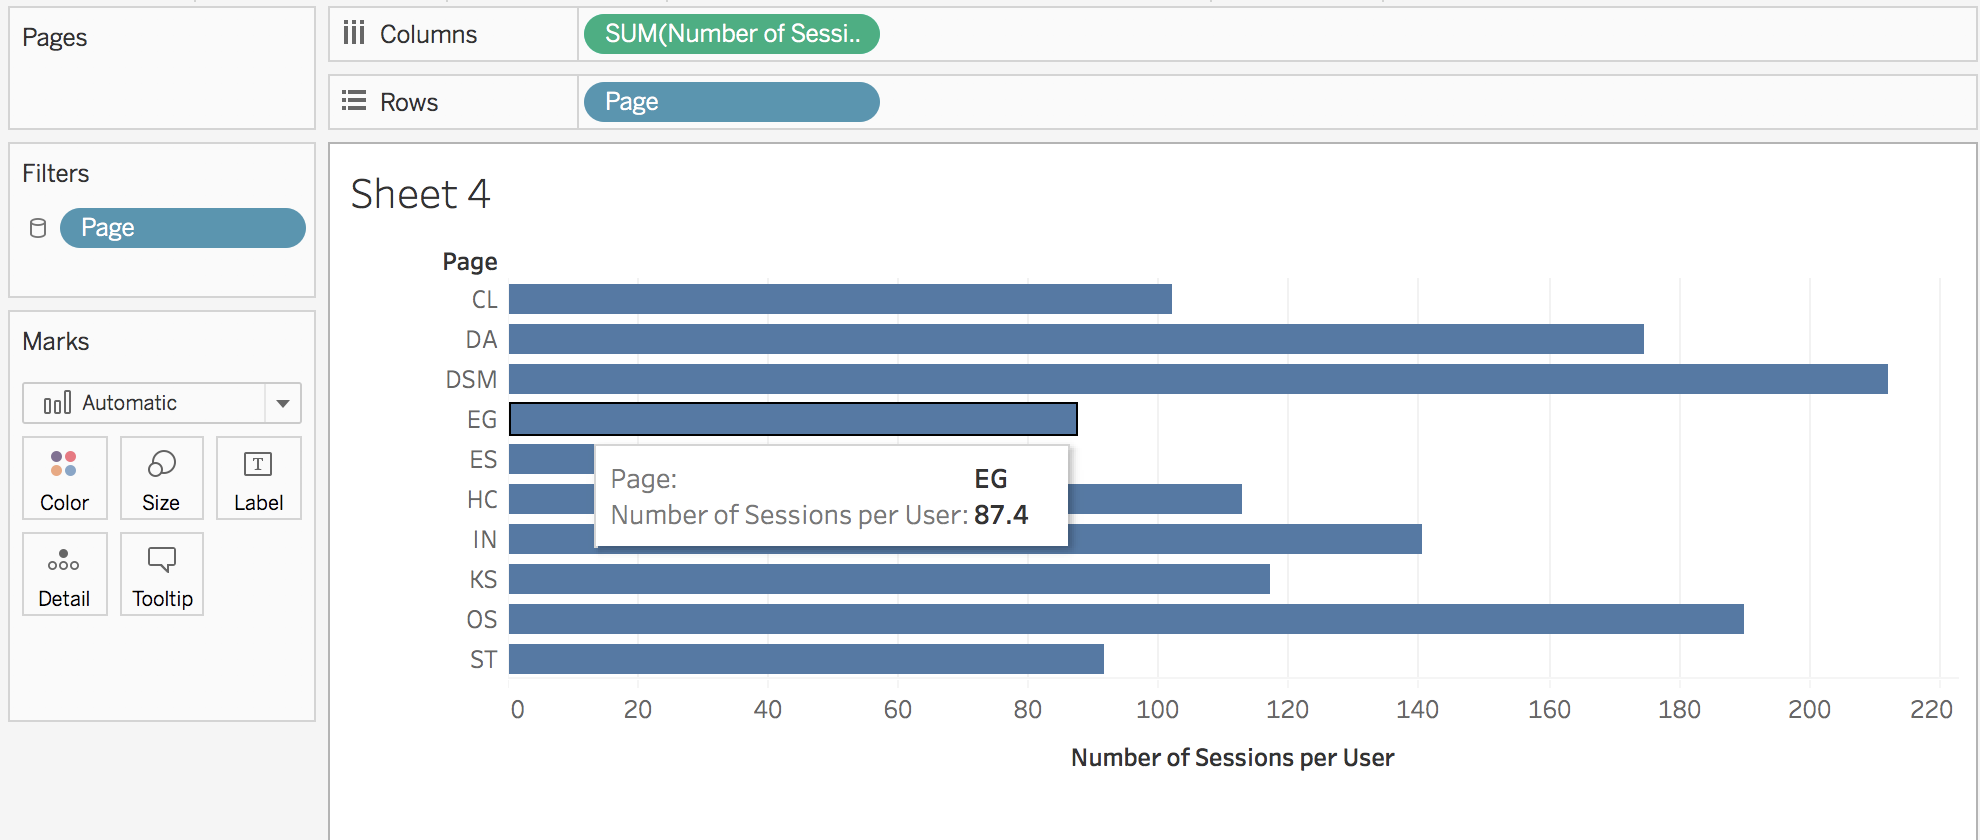 Pages
Columns
SUM(Number of Sessi..
Rows
Page
Filters
Page
Marks
Automatic
Color
Size
Label
Detail
Tooltip
Sheet 4
Page
CL
DA
DSM
EG
ES
HC
IN
KS
OS
ST
Page: EG
Number of Sessions per User: 87.4
0 20 40 60 80 100 120 140 160 180 200 220
Number of Sessions per User